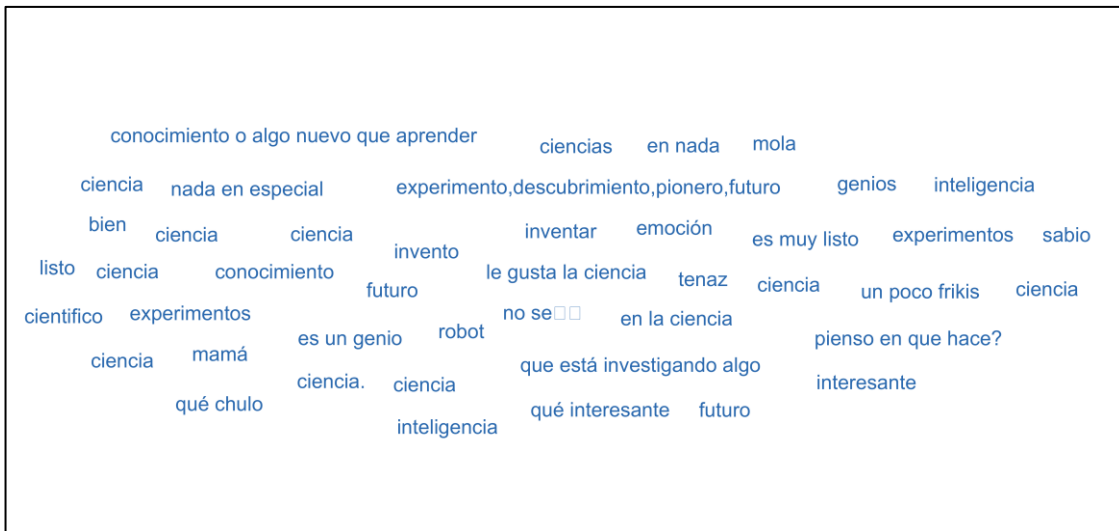 conocimiento o algo nuevo que aprender
ciencias
en nada
mola
ciencia
nada en especial
experimento,descubrimiento,pionero,futuro
genios
inteligencia
bien
ciencia
ciencia
invento
inventar
emoción
es muy listo
experimentos
sabio
listo
ciencia
conocimiento
futuro
le gusta la ciencia
tenaz
ciencia
un poco frikis
ciencia
cientifico
experimentos
es un genio
robot
no se□□
en la ciencia
pienso en que hace?
ciencia
mamá
ciencia.
ciencia
que está investigando algo
interesante
qué chulo
inteligencia
qué interesante
futuro